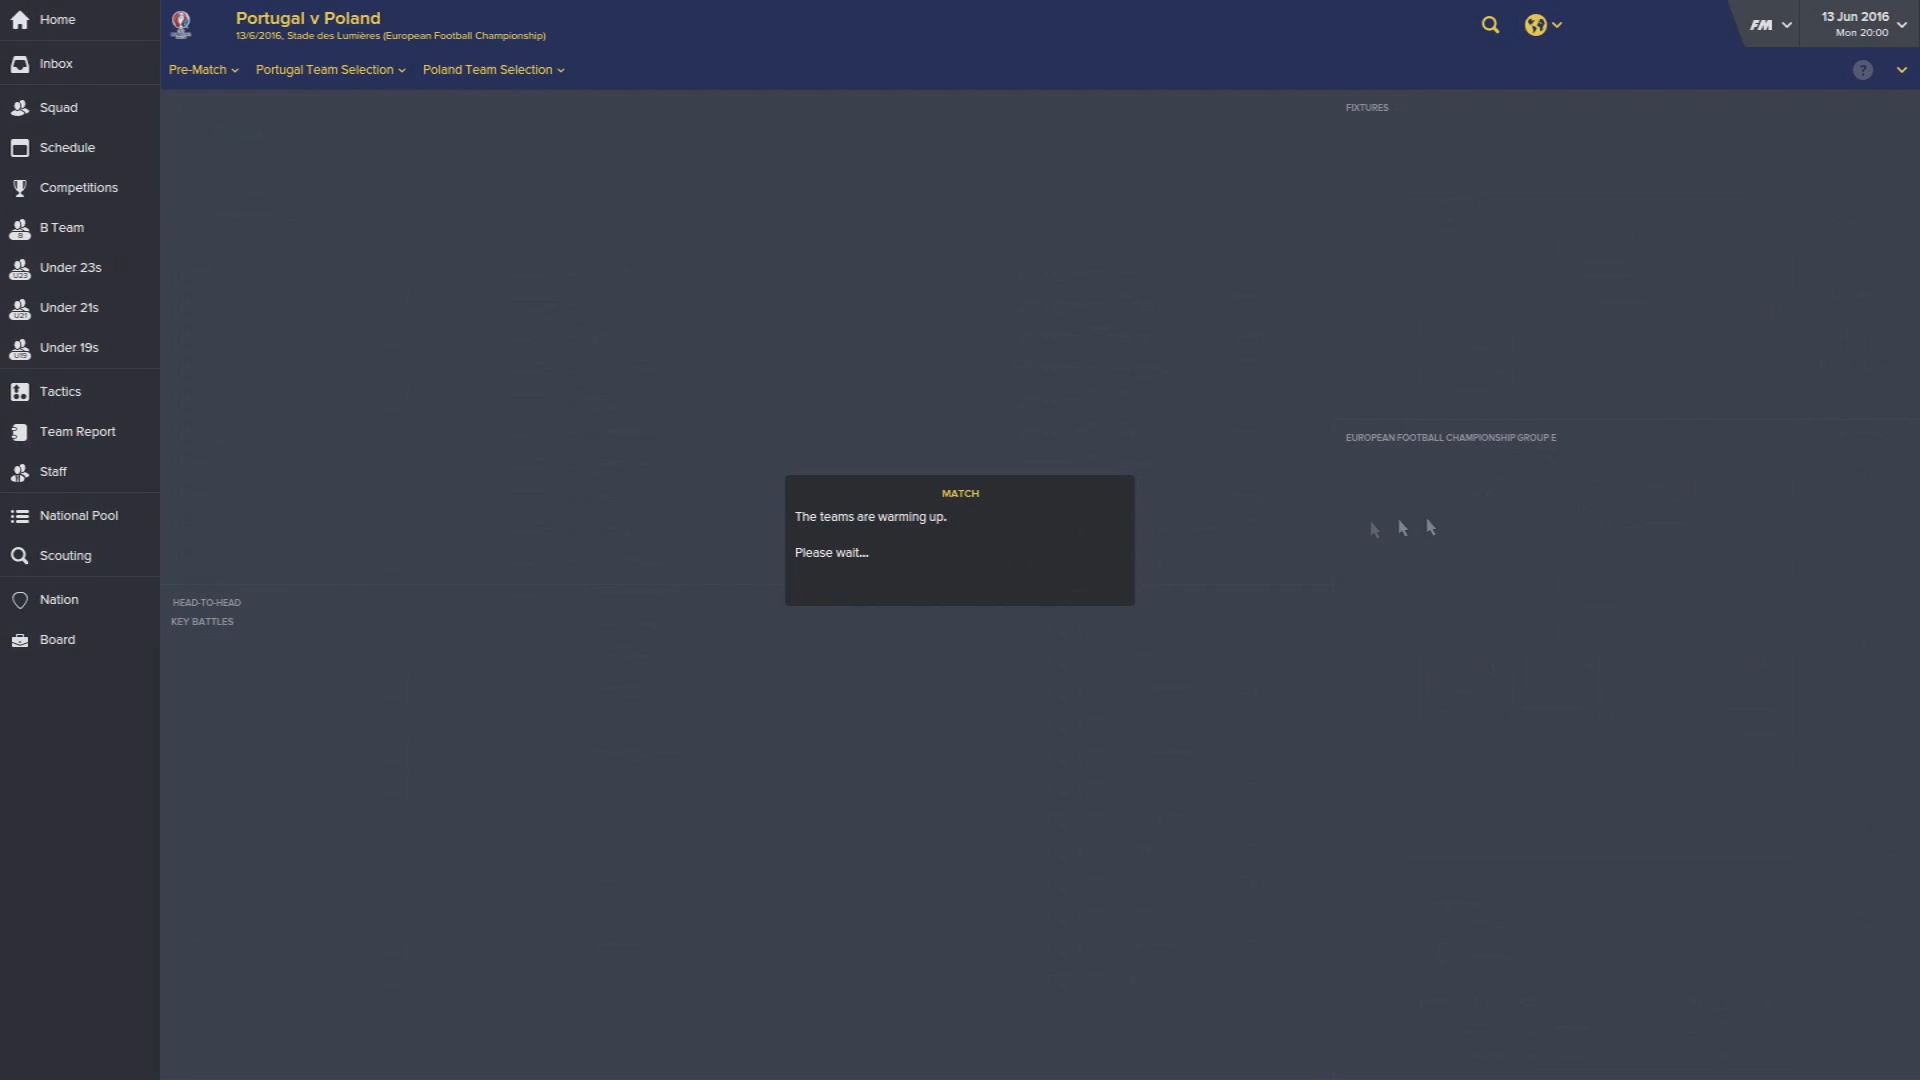 Home
Inbox
Squad
Schedule
Competitions
B Team
B
Under 23s
U23
Under 21s
U21
Under 19s
U19
Tactics
Team Report
Staff
National Pool
Scouting
Nation
Board
Portugal v Poland
13/6/2016, Stade des Lumières (European Football Championship)
FM
13 Jun 2016
Mon 20:00
Pre-Match
Portugal Team Selection
Poland Team Selection
?
FIXTURES
EUROPEAN FOOTBALL CHAMPIONSHIP GROUP E
MATCH
The teams are warming up.
Please wait...
HEAD-TO-HEAD
KEY BATTLES